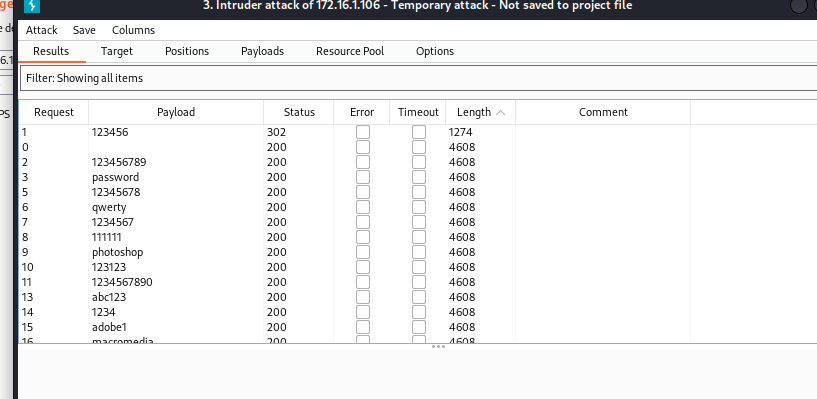 3. Intruder attack of 172.16.1.106 - Temporary attack - Not saved to project file
Attack Save Columns
Results Target Positions Payloads Resource Pool Options
Filter: Showing all items
Request Payload Status Error Timeout Length Comment
1 123456 302 1274
0 200 4608
2 123456789 200 4608
3 password 200 4608
5 12345678 200 4608
6 qwerty 200 4608
7 1234567 200 4608
8 111111 200 4608
9 photoshop 200 4608
10 123123 200 4608
11 1234567890 200 4608
13 abc123 200 4608
14 1234 200 4608
15 adobe1 200 4608
16 macromedia 200 4608